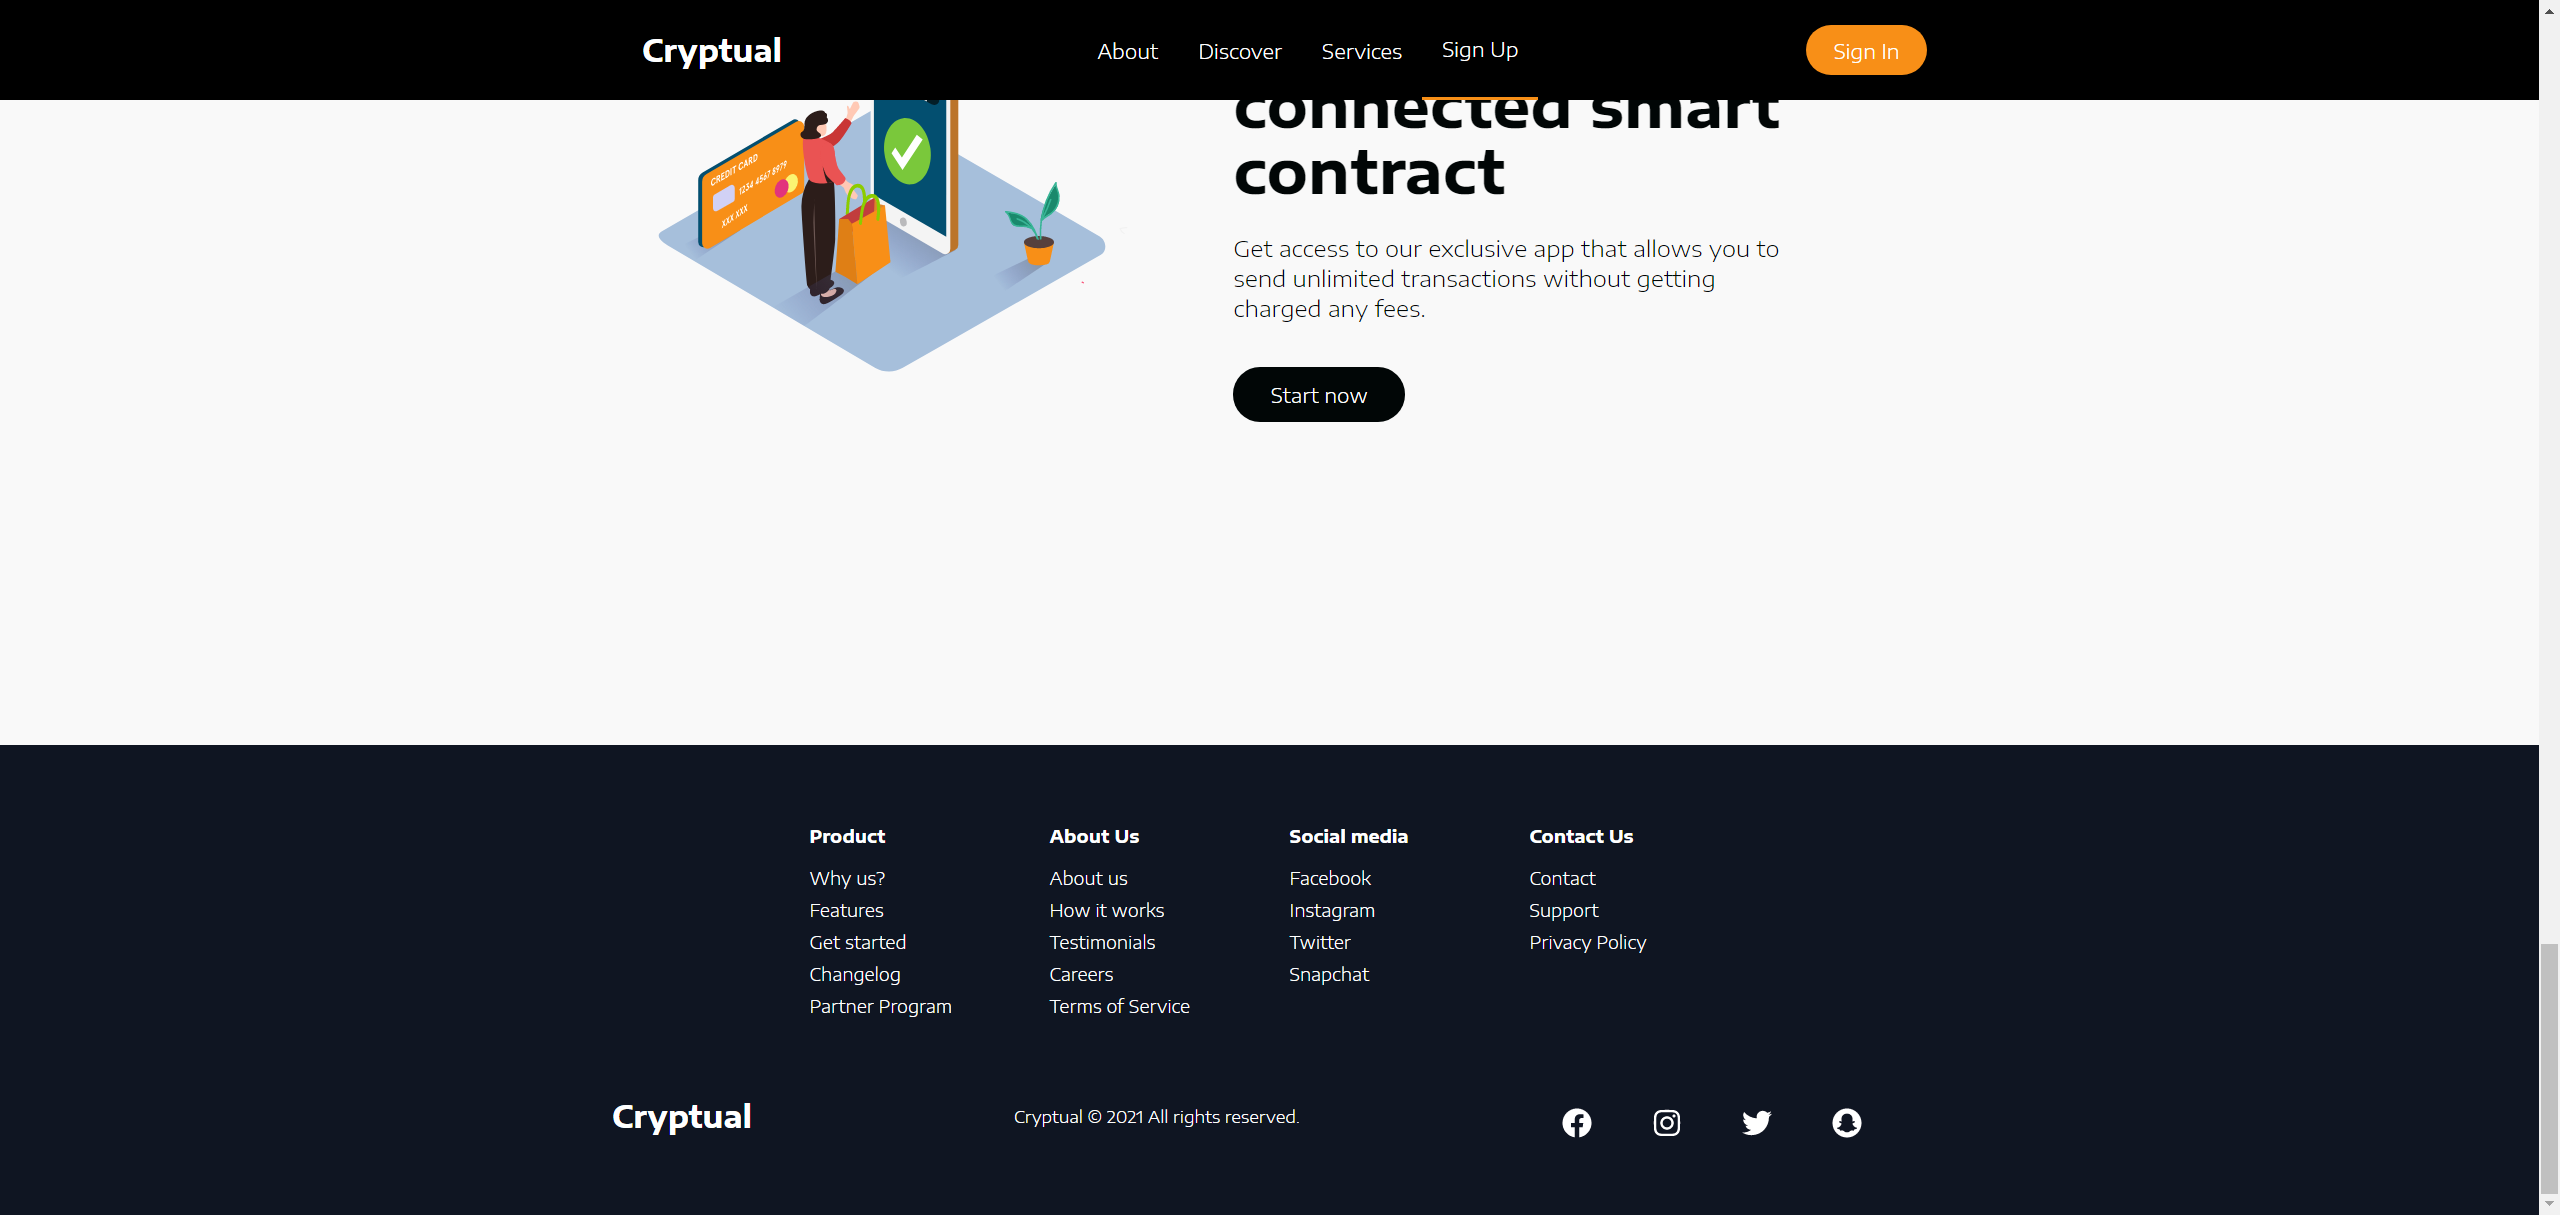 Cryptual
About Discover Services Sign Up
Sign In
connected smart
contract
CREDIT CARD
1234 4567 8979
XXX XXX
Get access to our exclusive app that allows you to
send unlimited transactions without getting
charged any fees.
Start now
Product
Why us?
Features
Get started
Changelog
Partner Program
About Us
About us
How it works
Testimonials
Careers
Terms of Service
Social media
Facebook
Instagram
Twitter
Snapchat
Contact Us
Contact
Support
Privacy Policy
Cryptual
Cryptual © 2021 All rights reserved.